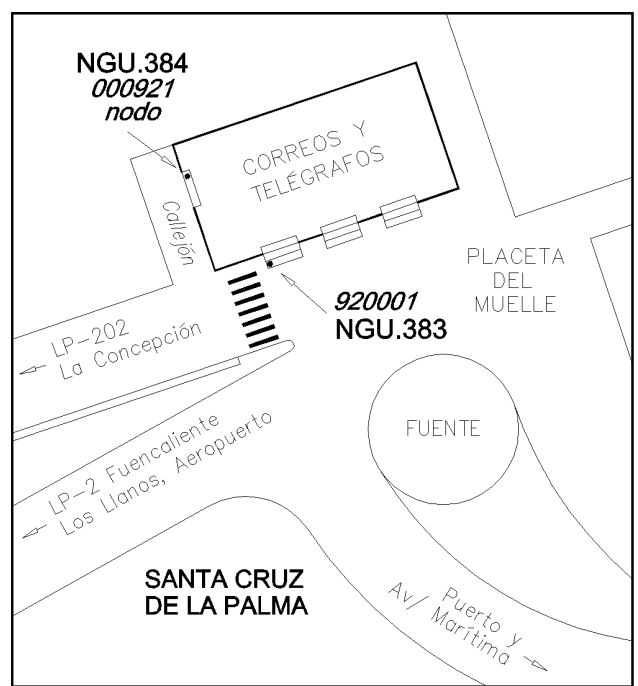 NGU.384
000921
nodo
CORREOS Y
TELÉGRAFOS
Callejón
PLACETA
DEL
MUELLE
920001
NGU.383
LP-202
La Concepción
FUENTE
LP-2 Fuencaliente
Los Llanos, Aeropuerto
SANTA CRUZ
DE LA PALMA
Puerto y
Av/ Marítima